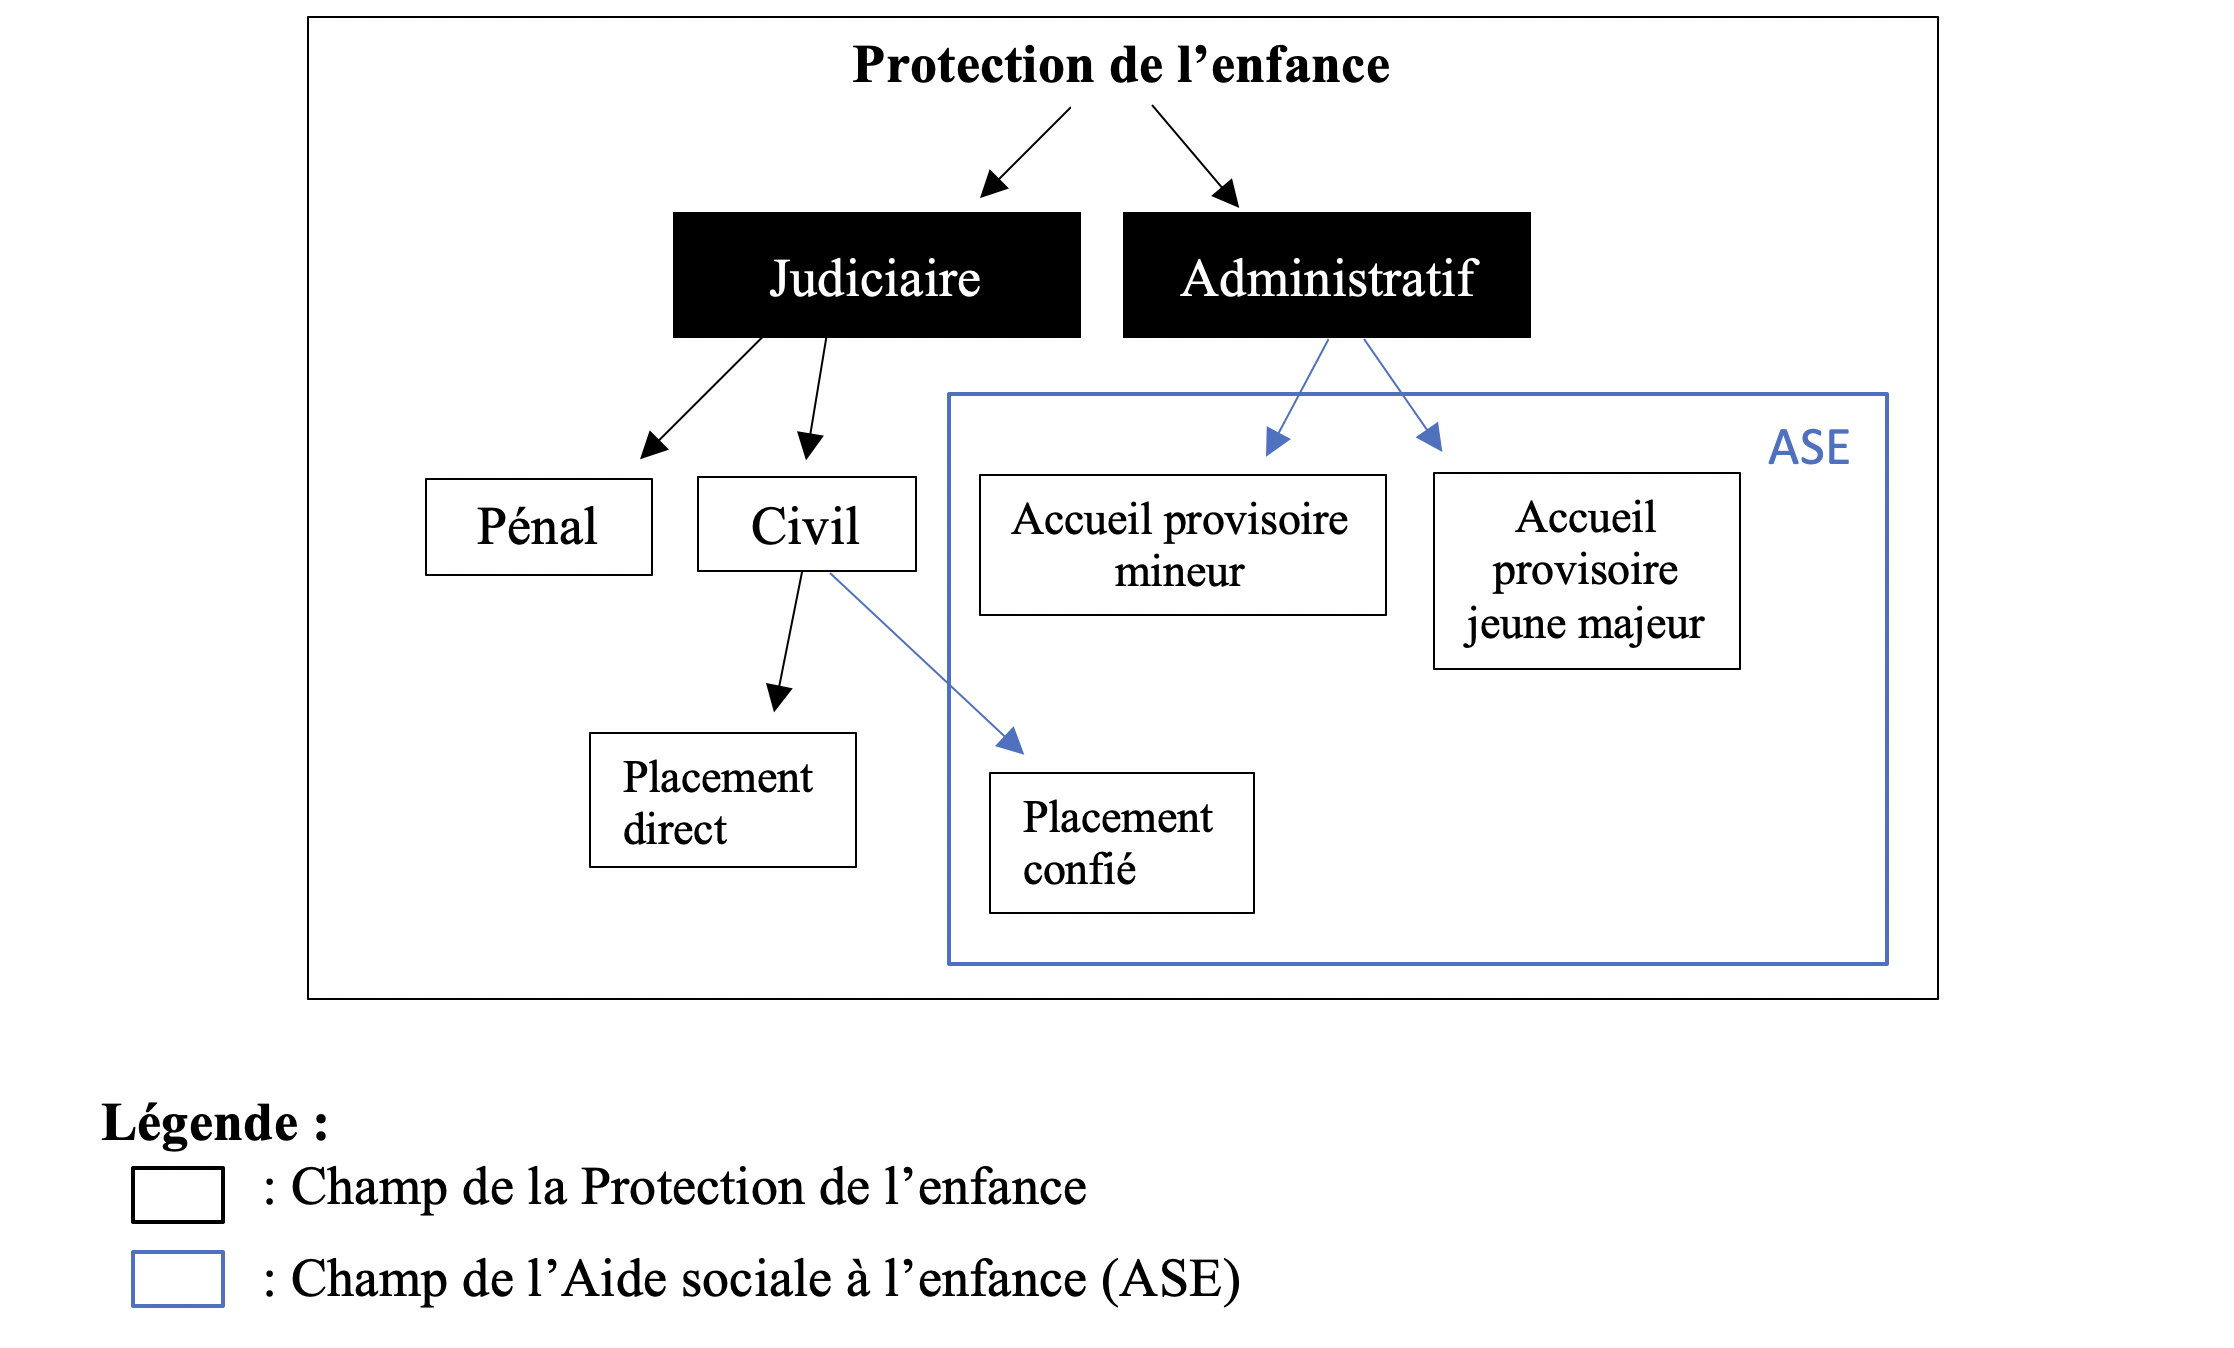 Protection de l’enfance
Judiciaire
Administratif
ASE
Pénal
Civil
Accueil provisoire
mineur
Accueil
provisoire
jeune majeur
Placement
direct
Placement
confié
Légende :
: Champ de la Protection de l’enfance
: Champ de l’Aide sociale à l’enfance (ASE)